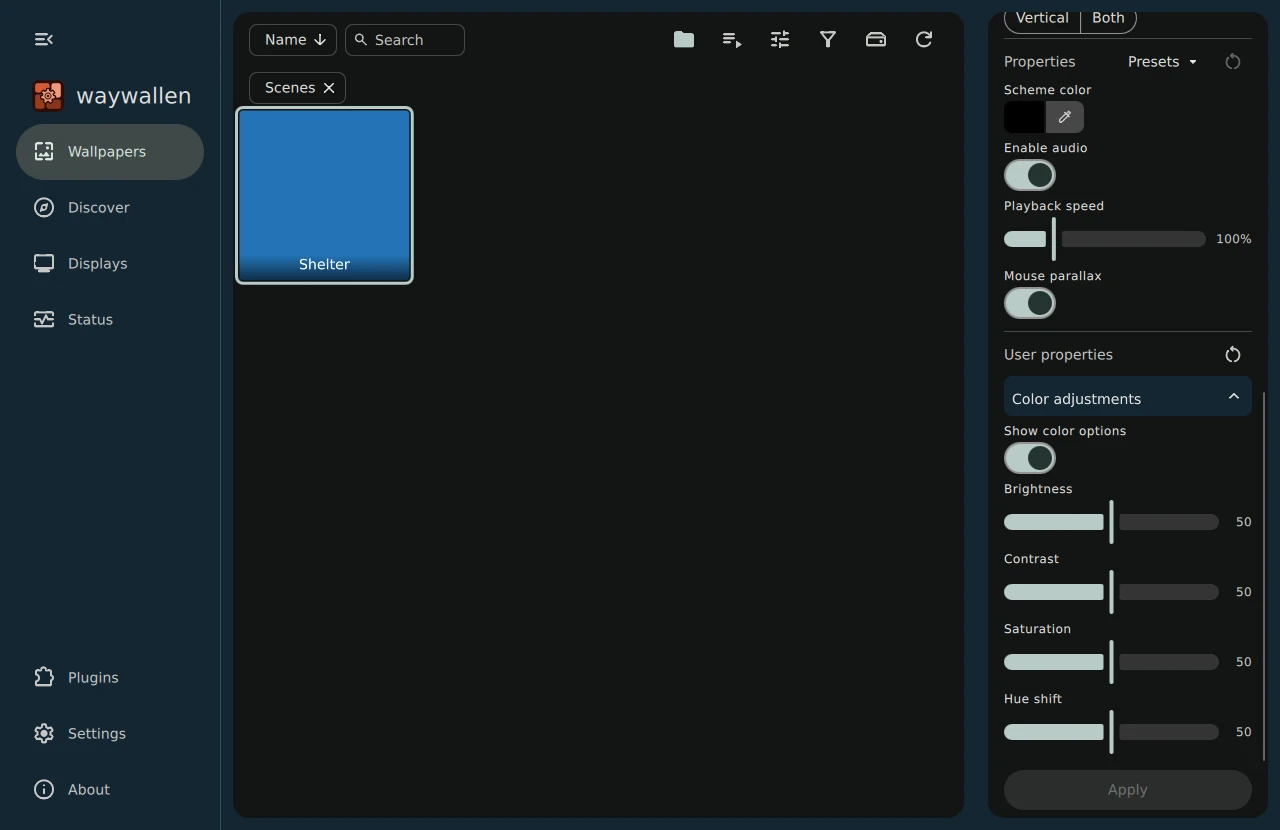 waywallen
Wallpapers
Discover
Displays
Status
Plugins
Settings
About
Name
Search
Scenes
Shelter
Vertical
Both
Properties
Presets
Scheme color
Enable audio
Playback speed
100%
Mouse parallax
User properties
Color adjustments
Show color options
Brightness
50
Contrast
50
Saturation
50
Hue shift
50
Apply